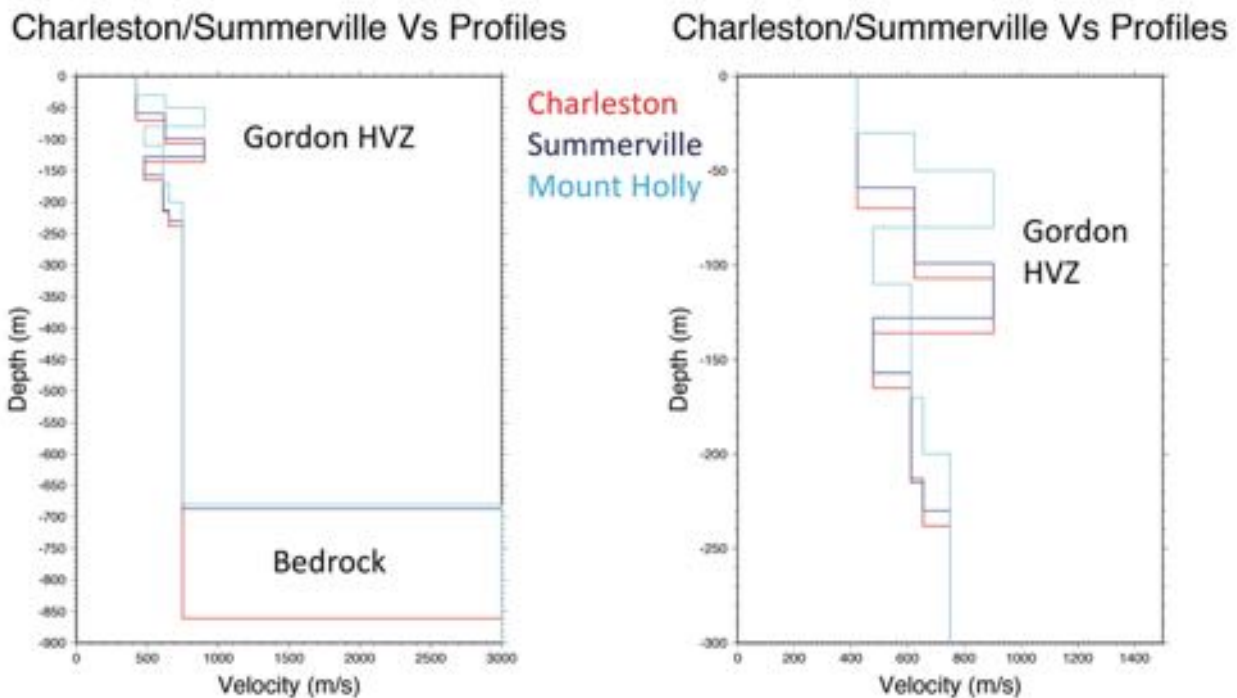 Charleston/Summerville Vs Profiles
0
-50
-100
-150
-200
-250
-300
-350
-400
-450
-500
-550
-600
-650
-700
-750
-800
-850
-900
Depth (m)
Gordon HVZ
Bedrock
0 500 1000 1500 2000 2500 3000
Velocity (m/s)
Charleston
Summerville
Mount Holly
Charleston/Summerville Vs Profiles
0
-50
-100
-150
-200
-250
-300
Depth (m)
Gordon
HVZ
0 200 400 600 800 1000 1200 1400
Velocity (m/s)